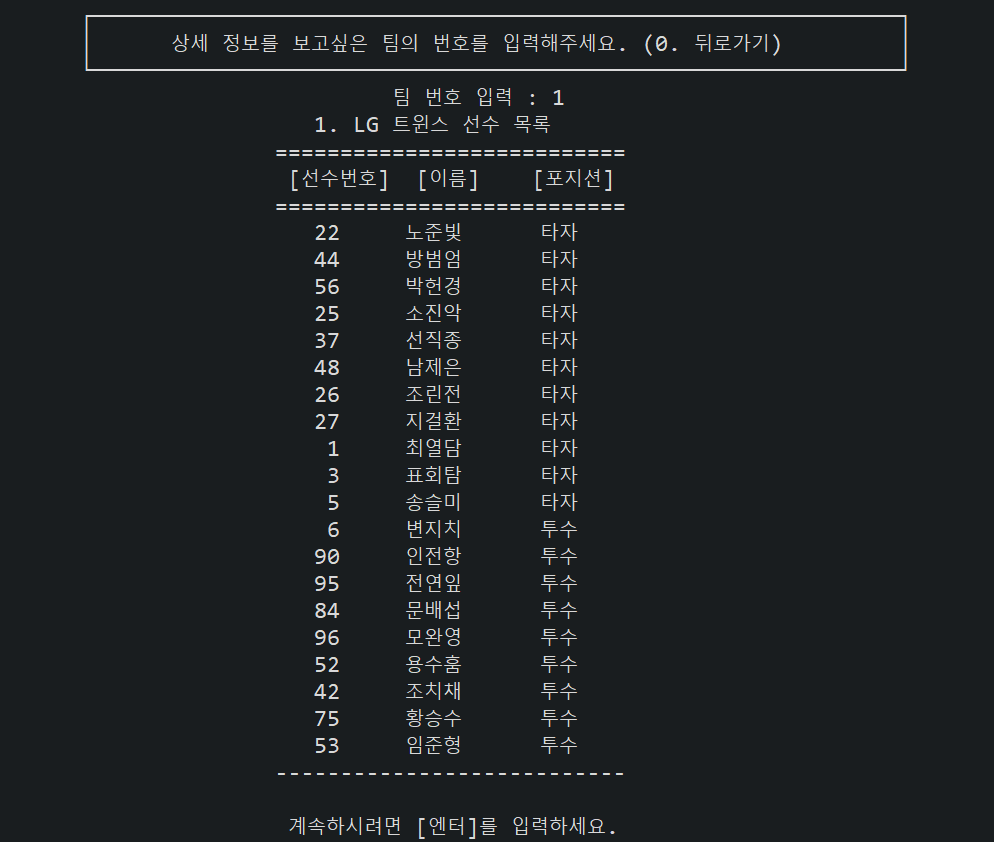 상세 정보를 보고싶은 팀의 번호를 입력해주세요. (0. 뒤로가기)
팀 번호 입력 : 1
1. LG 트윈스 선수 목록
===========================
[선수번호] [이름] [포지션]
===========================
22 노준빛 타자
44 방범엄 타자
56 박헌경 타자
25 소진악 타자
37 선직종 타자
48 남제은 타자
26 조린전 타자
27 지걸환 타자
1 최열담 타자
3 표회탐 타자
5 송슬미 타자
6 변지치 투수
90 인전항 투수
95 전연잎 투수
84 문배섭 투수
96 모완영 투수
52 용수훔 투수
42 조치채 투수
75 황승수 투수
53 임준형 투수
---------------------------
계속하시려면 [엔터]를 입력하세요.